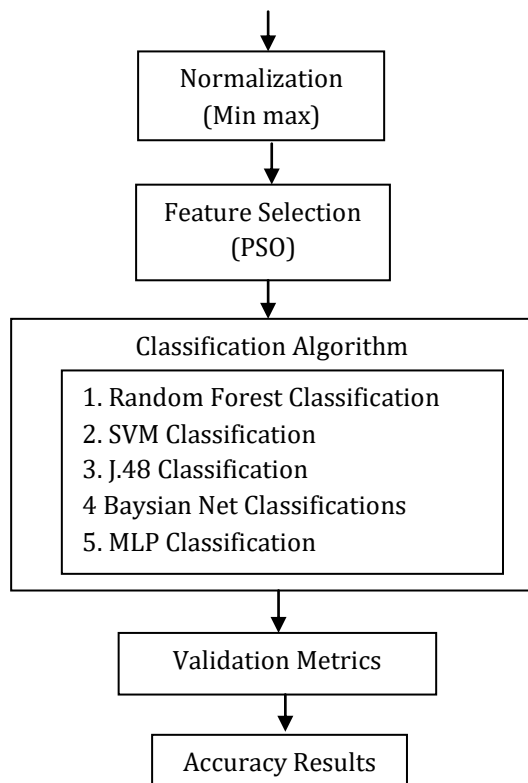 Normalization
(Min max)
Feature Selection
(PSO)
Classification Algorithm
1. Random Forest Classification
2. SVM Classification
3. J.48 Classification
4 Baysian Net Classifications
5. MLP Classification
Validation Metrics
Accuracy Results